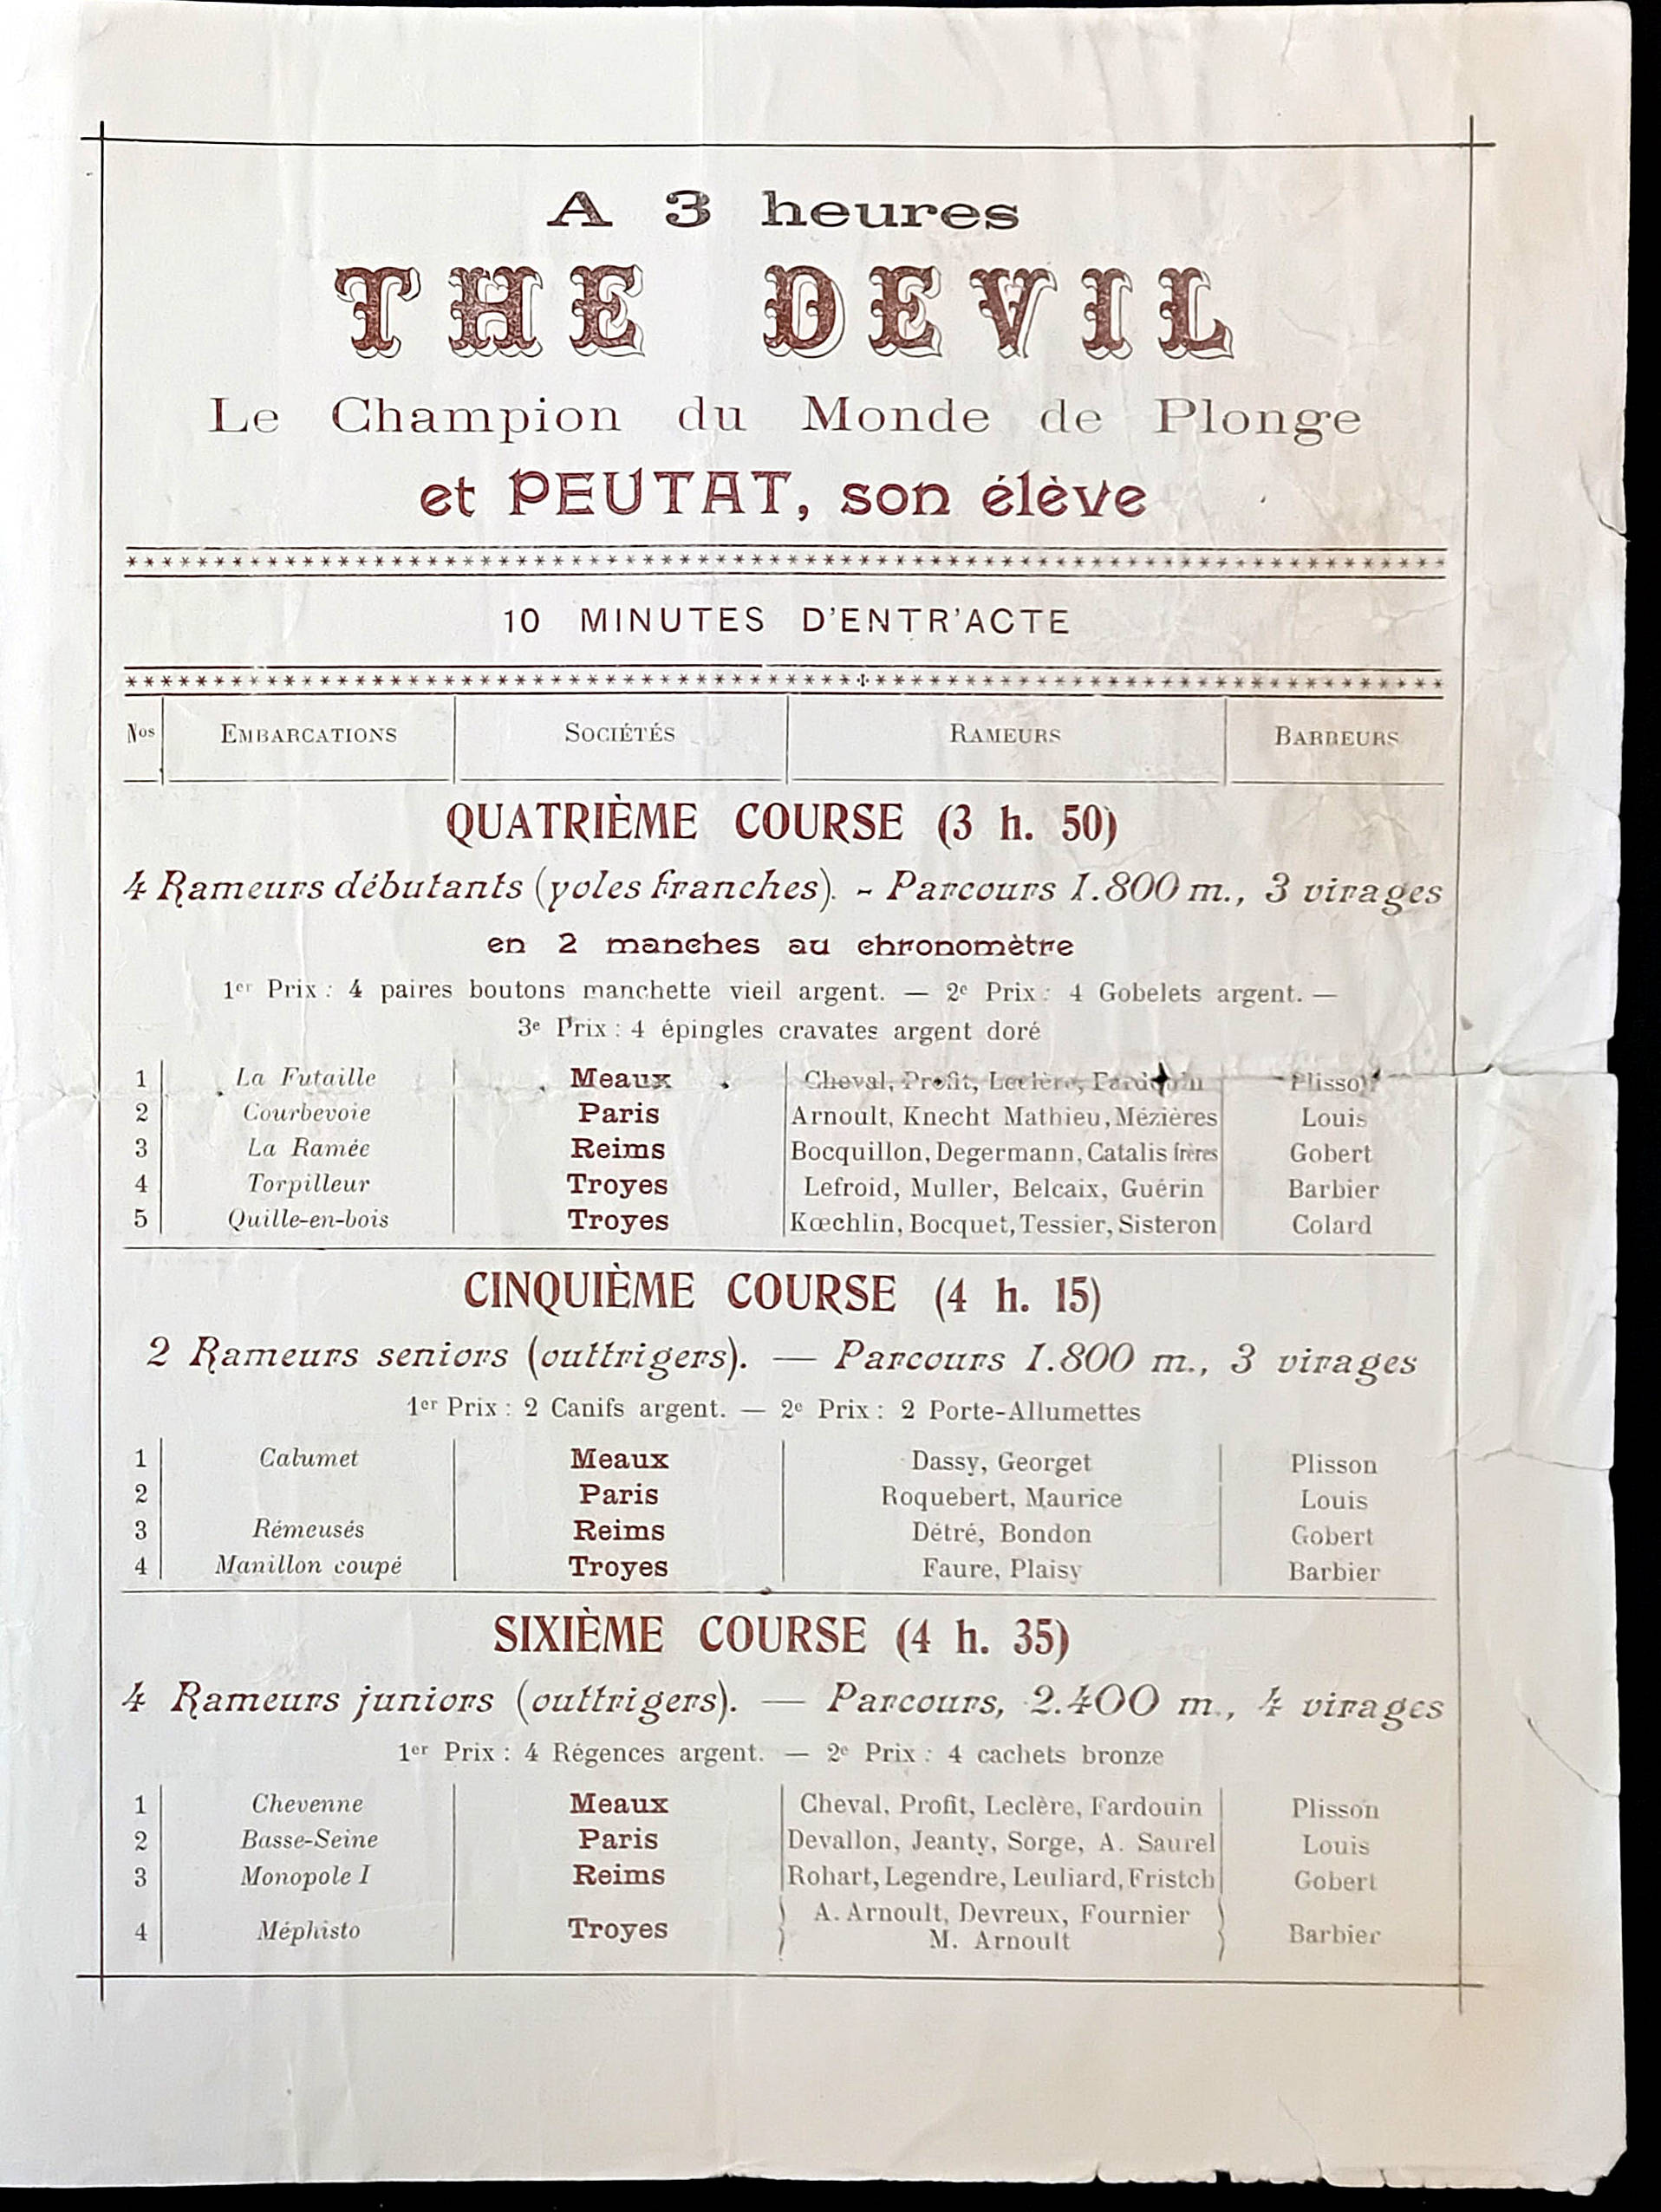 A 3 heures
THE DEVIL
Le Champion du Monde de Plonge
et PEUTAT, son élève
10 MINUTES D'ENTR'ACTE
Nos EMBARCATIONS SOCIÉTÉS RAMEURS BARREURS
QUATRIÈME COURSE (3 h. 50)
4 Rameurs débutants (yoles franches). - Parcours 1.800 m., 3 virages
en 2 manches au chronomètre
1er Prix : 4 paires boutons manchette vieil argent. — 2e Prix : 4 Gobelets argent. —
3e Prix : 4 épingles cravates argent doré
1 La Futaille Meaux Cheval, Profit, Leclère, Fardouin Plisson
2 Courbevoie Paris Arnoult, Knecht Mathieu, Mézières Louis
3 La Ramée Reims Bocquillon, Degermann, Catalis frères Gobert
4 Torpilleur Troyes Lefroid, Muller, Belcaix, Guérin Barbier
5 Quille-en-bois Troyes Kœchlin, Bocquet, Tessier, Sisteron Colard
CINQUIÈME COURSE (4 h. 15)
2 Rameurs seniors (outtrigers). — Parcours 1.800 m., 3 virages
1er Prix : 2 Canifs argent. — 2e Prix : 2 Porte-Allumettes
1 Calumet Meaux Dassy, Georget Plisson
2 Paris Roquebert, Maurice Louis
3 Rémeusés Reims Détré, Bondon Gobert
4 Manillon coupé Troyes Faure, Plaisy Barbier
SIXIÈME COURSE (4 h. 35)
4 Rameurs juniors (outtrigers). — Parcours, 2.400 m., 4 virages
1er Prix : 4 Régences argent. — 2e Prix : 4 cachets bronze
1 Chevenne Meaux Cheval, Profit, Leclère, Fardouin Plisson
2 Basse-Seine Paris Devallon, Jeanty, Sorge, A. Saurel Louis
3 Monopole I Reims Rohart, Legendre, Leuliard, Fristch Gobert
4 Méphisto Troyes A. Arnoult, Devreux, Fournier
M. Arnoult Barbier